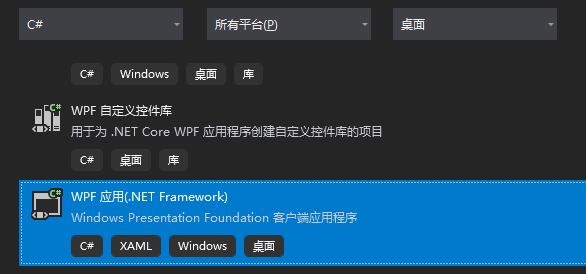 C# 所有平台(P) 桌面
C# Windows 桌面 库
C#
WPF 自定义控件库
用于为 .NET Core WPF 应用程序创建自定义控件库的项目
C# 桌面 库
C#
WPF 应用(.NET Framework)
Windows Presentation Foundation 客户端应用程序
C# XAML Windows 桌面